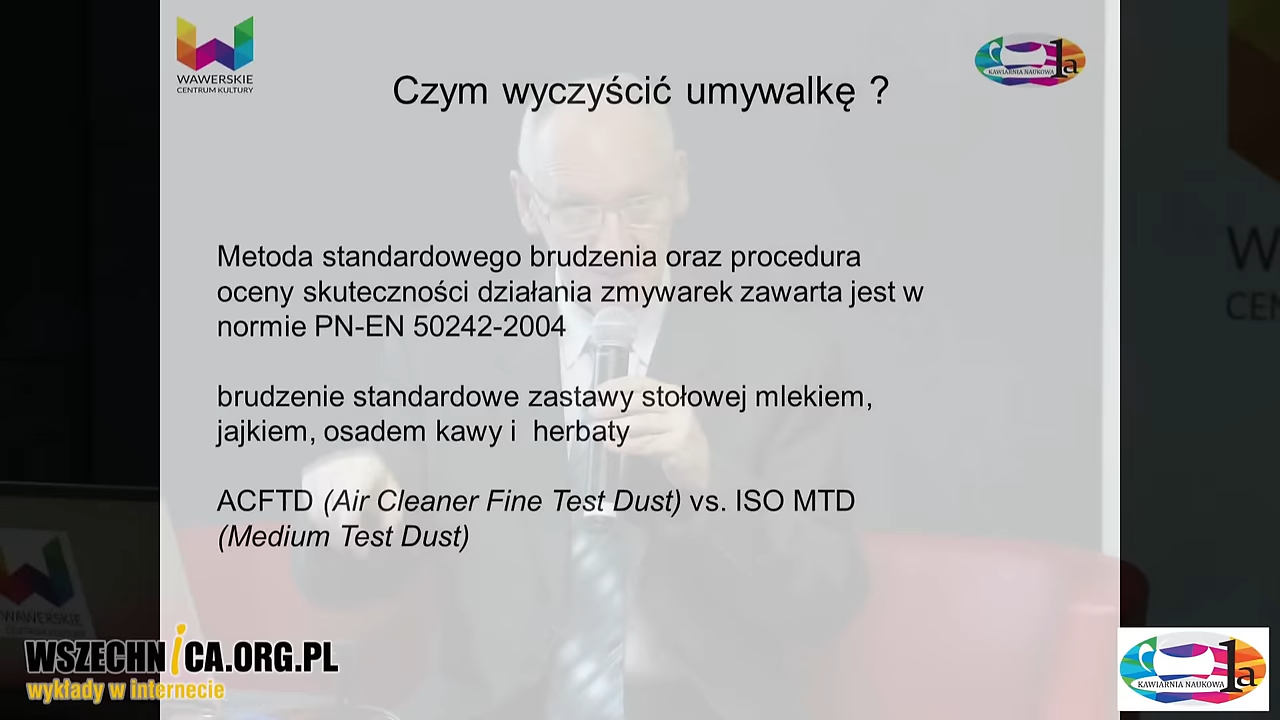 WAWERSKIE
CENTRUM KULTURY
KAWIARNIA NAUKOWA 1a
Czym wyczyścić umywalkę ?
Metoda standardowego brudzenia oraz procedura
oceny skuteczności działania zmywarek zawarta jest w
normie PN-EN 50242-2004
brudzenie standardowe zastawy stołowej mlekiem,
jajkiem, osadem kawy i herbaty
ACFTD (Air Cleaner Fine Test Dust) vs. ISO MTD
(Medium Test Dust)
W
CEN
WAWERSKIE
WSZECHNICA.ORG.PL
wykłady w internecie
KAWIARNIA NAUKOWA 1a